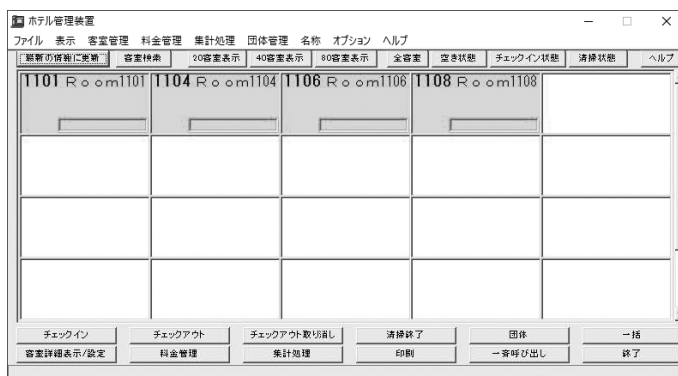 ホテル管理装置
ファイル 表示 客室管理 料金管理 集計処理 団体管理 名称 オプション ヘルプ
最新の情報に更新 客室検索 20客室表示 40客室表示 80客室表示 全客室 空き状態 チェックイン状態 清掃状態 ヘルプ
1101 Ｒｏｏｍ1101 1104 Ｒｏｏｍ1104 1106 Ｒｏｏｍ1106 1108 Ｒｏｏｍ1108
チェックイン チェックアウト チェックアウト取り消し 清掃終了 団体 一括
客室詳細表示/設定 料金管理 集計処理 印刷 一斉呼び出し 終了